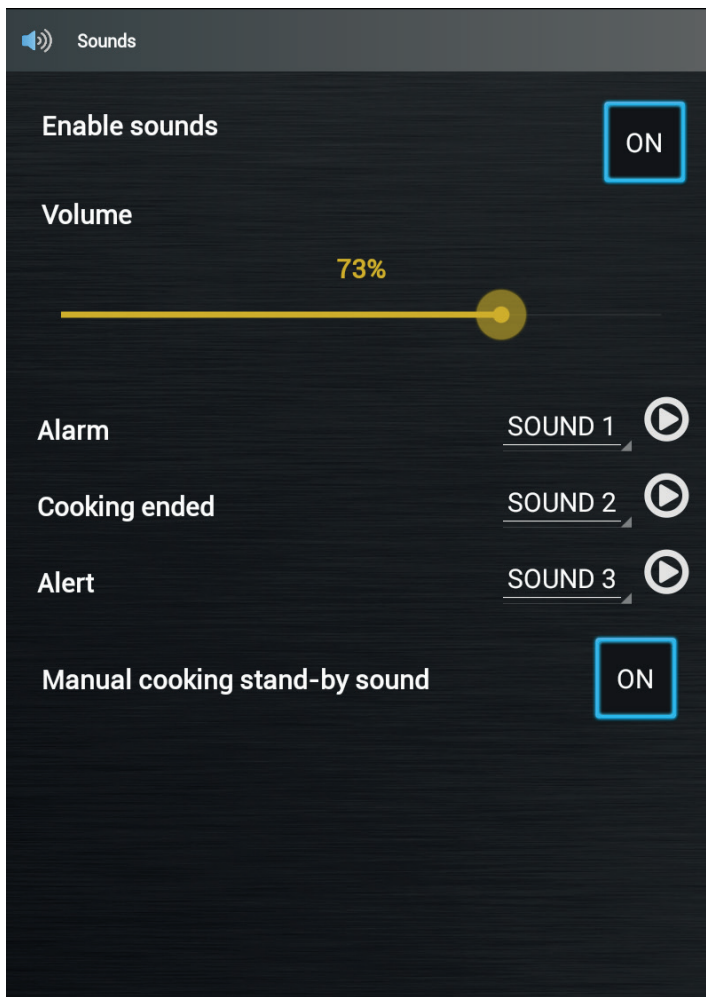 Sounds
Enable sounds ON
Volume
73%
Alarm SOUND 1
Cooking ended SOUND 2
Alert SOUND 3
Manual cooking stand-by sound ON